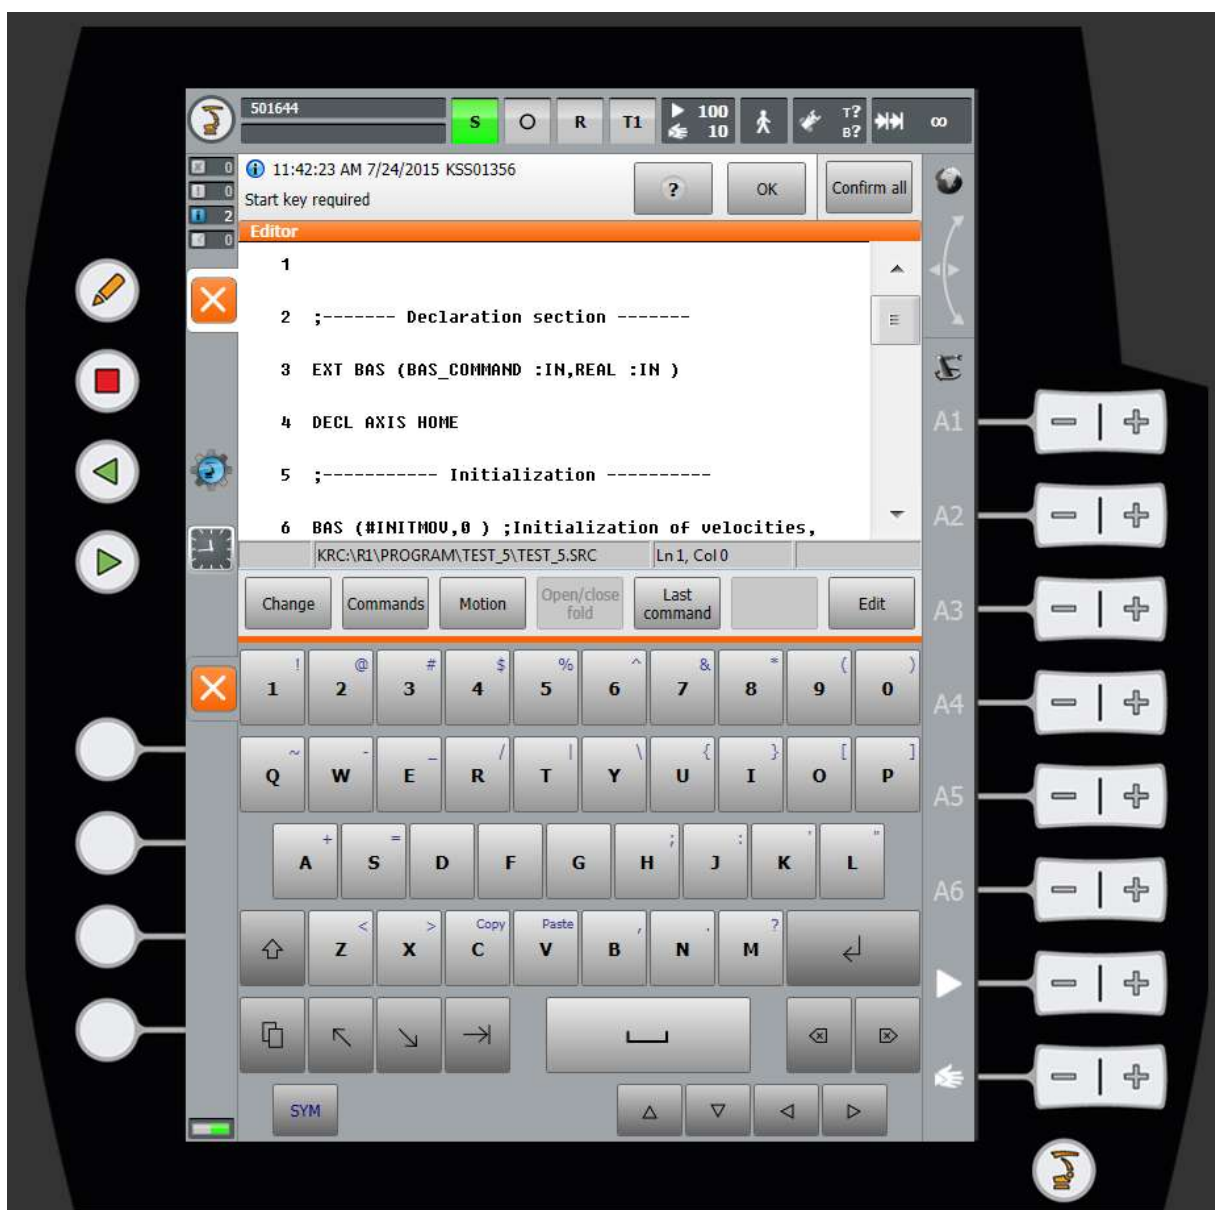 501644
S
R
T1
100
10
T?
B?
∞
0
0
2
0
11:42:23 AM 7/24/2015 KSS01356
Start key required
?
OK
Confirm all
Editor
1
2 ;------- Declaration section -------
3 EXT BAS (BAS_COMMAND :IN,REAL :IN )
4 DECL AXIS HOME
5 ;----------- Initialization ----------
6 BAS (#INITMOV,0 ) ;Initialization of velocities,
KRC:\R1\PROGRAM\TEST_5\TEST_5.SRC Ln 1, Col 0
Change
Commands
Motion
Open/close
fold
Last
command
Edit
A1
A2
A3
A4
A5
A6
! @ # $ % ^ & * ( )
1 2 3 4 5 6 7 8 9 0
~ - _ / | \ { } [ ]
Q W E R T Y U I O P
+ = ; : ' "
A S D F G H J K L
< > Copy Paste , . ?
Z X C V B N M
SYM